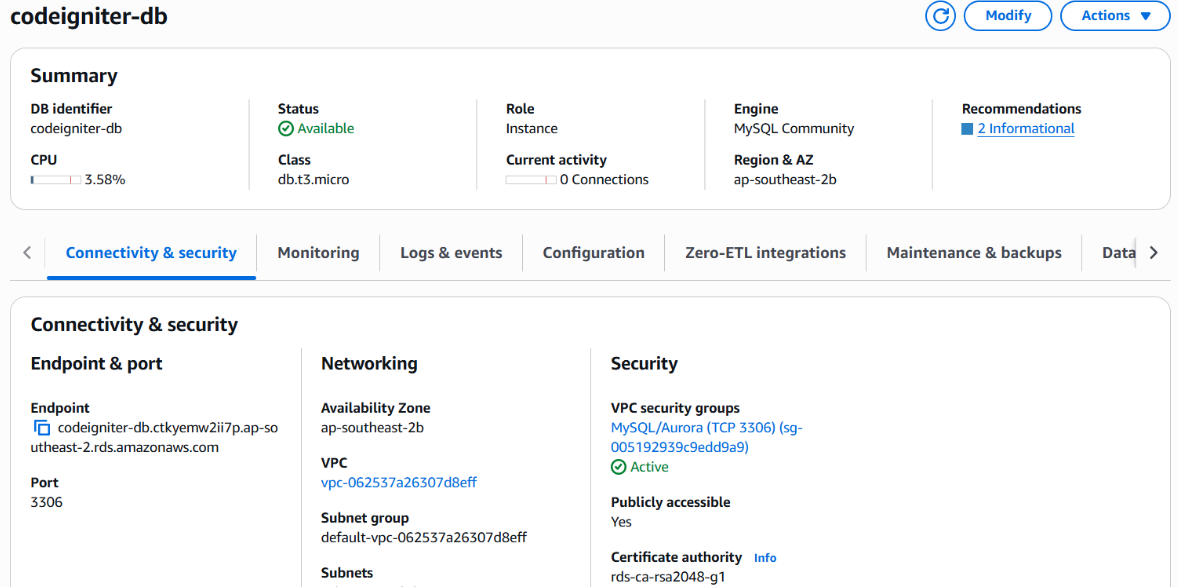 codeigniter-db
Modify
Actions
Summary
DB identifier
codeigniter-db
Status
Available
Role
Instance
Engine
MySQL Community
Recommendations
2 Informational
CPU
3.58%
Class
db.t3.micro
Current activity
0 Connections
Region & AZ
ap-southeast-2b
Connectivity & security
Monitoring
Logs & events
Configuration
Zero-ETL integrations
Maintenance & backups
Data
Connectivity & security
Endpoint & port
Endpoint
codeigniter-db.ctkyemw2ii7p.ap-so
utheast-2.rds.amazonaws.com
Port
3306
Networking
Availability Zone
ap-southeast-2b
VPC
vpc-062537a26307d8eff
Subnet group
default-vpc-062537a26307d8eff
Subnets
Security
VPC security groups
MySQL/Aurora (TCP 3306) (sg-
005192939c9edd9a9)
Active
Publicly accessible
Yes
Certificate authority Info
rds-ca-rsa2048-g1